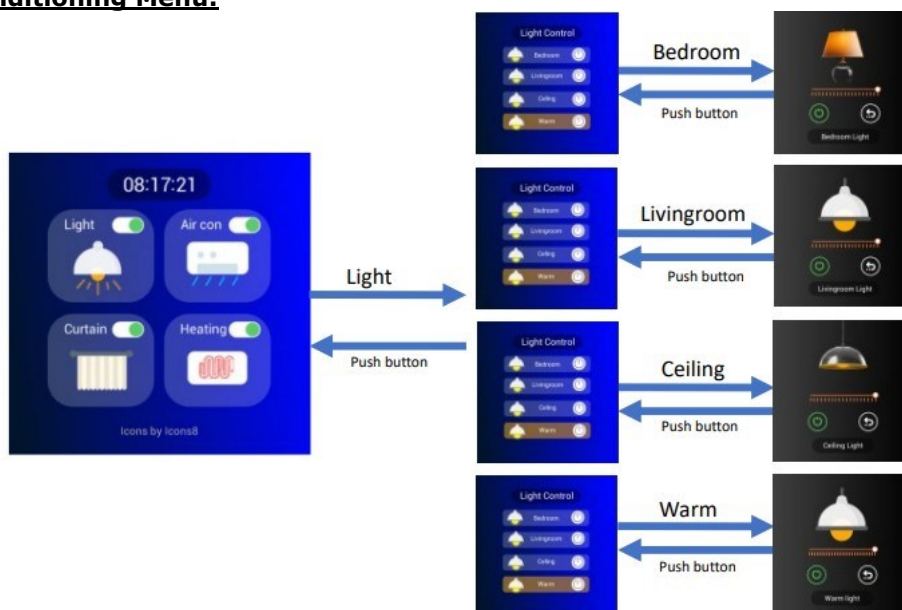 nditioning Menu:
08:17:21
Light
Air con
Curtain
Heating
Icons by Icons8
Light
Push button
Light Control
Bedroom
Livingroom
Ceiling
Warm
Bedroom
Push button
Bedroom Light
Light Control
Bedroom
Livingroom
Ceiling
Warm
Livingroom
Push button
Livingroom Light
Light Control
Bedroom
Livingroom
Ceiling
Warm
Ceiling
Push button
Ceiling Light
Light Control
Bedroom
Livingroom
Ceiling
Warm
Warm
Push button
Warm light